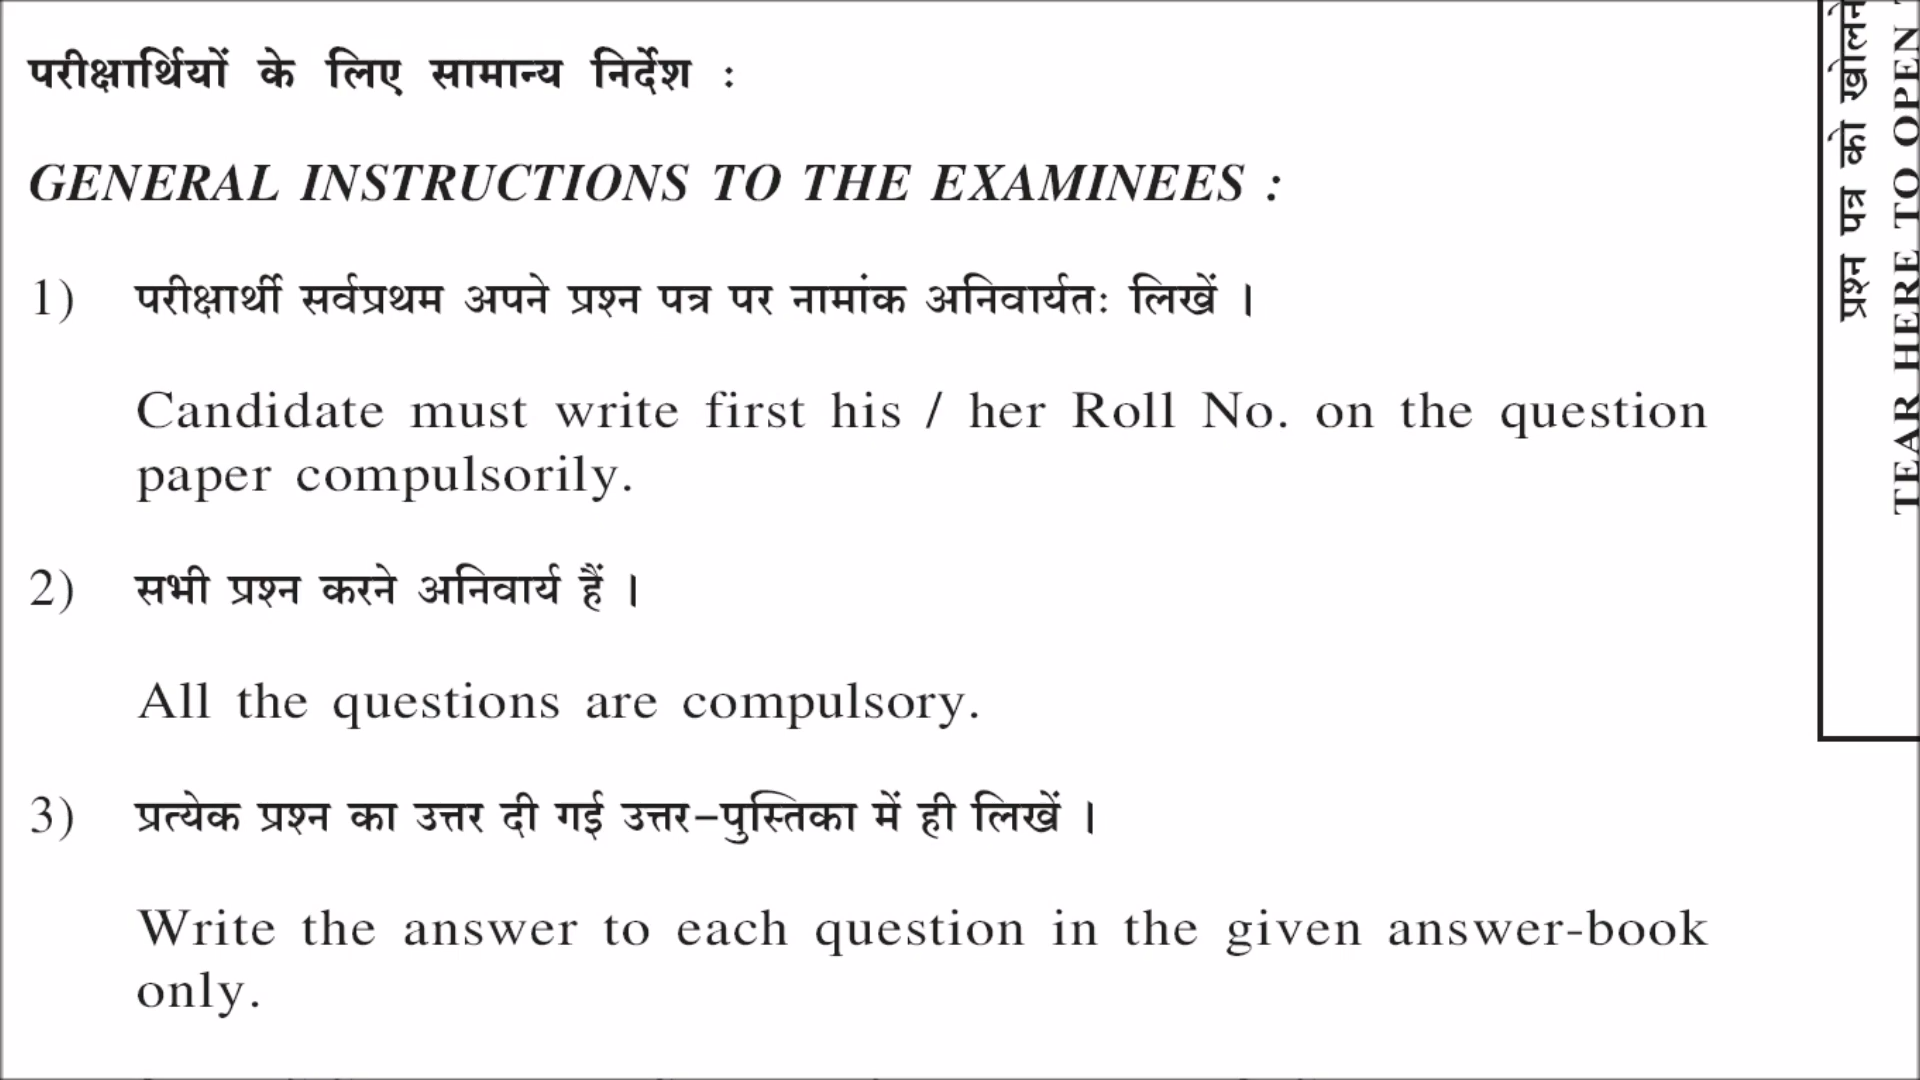 परीक्षार्थियों के लिए सामान्य निर्देश :
GENERAL INSTRUCTIONS TO THE EXAMINEES :
1) परीक्षार्थी सर्वप्रथम अपने प्रश्न पत्र पर नामांक अनिवार्यतः लिखें ।
Candidate must write first his / her Roll No. on the question
paper compulsorily.
2) सभी प्रश्न करने अनिवार्य हैं ।
All the questions are compulsory.
3) प्रत्येक प्रश्न का उत्तर दी गई उत्तर-पुस्तिका में ही लिखें ।
Write the answer to each question in the given answer-book
only.
प्रश्न पत्र को खोलने
TEAR HERE TO OPEN